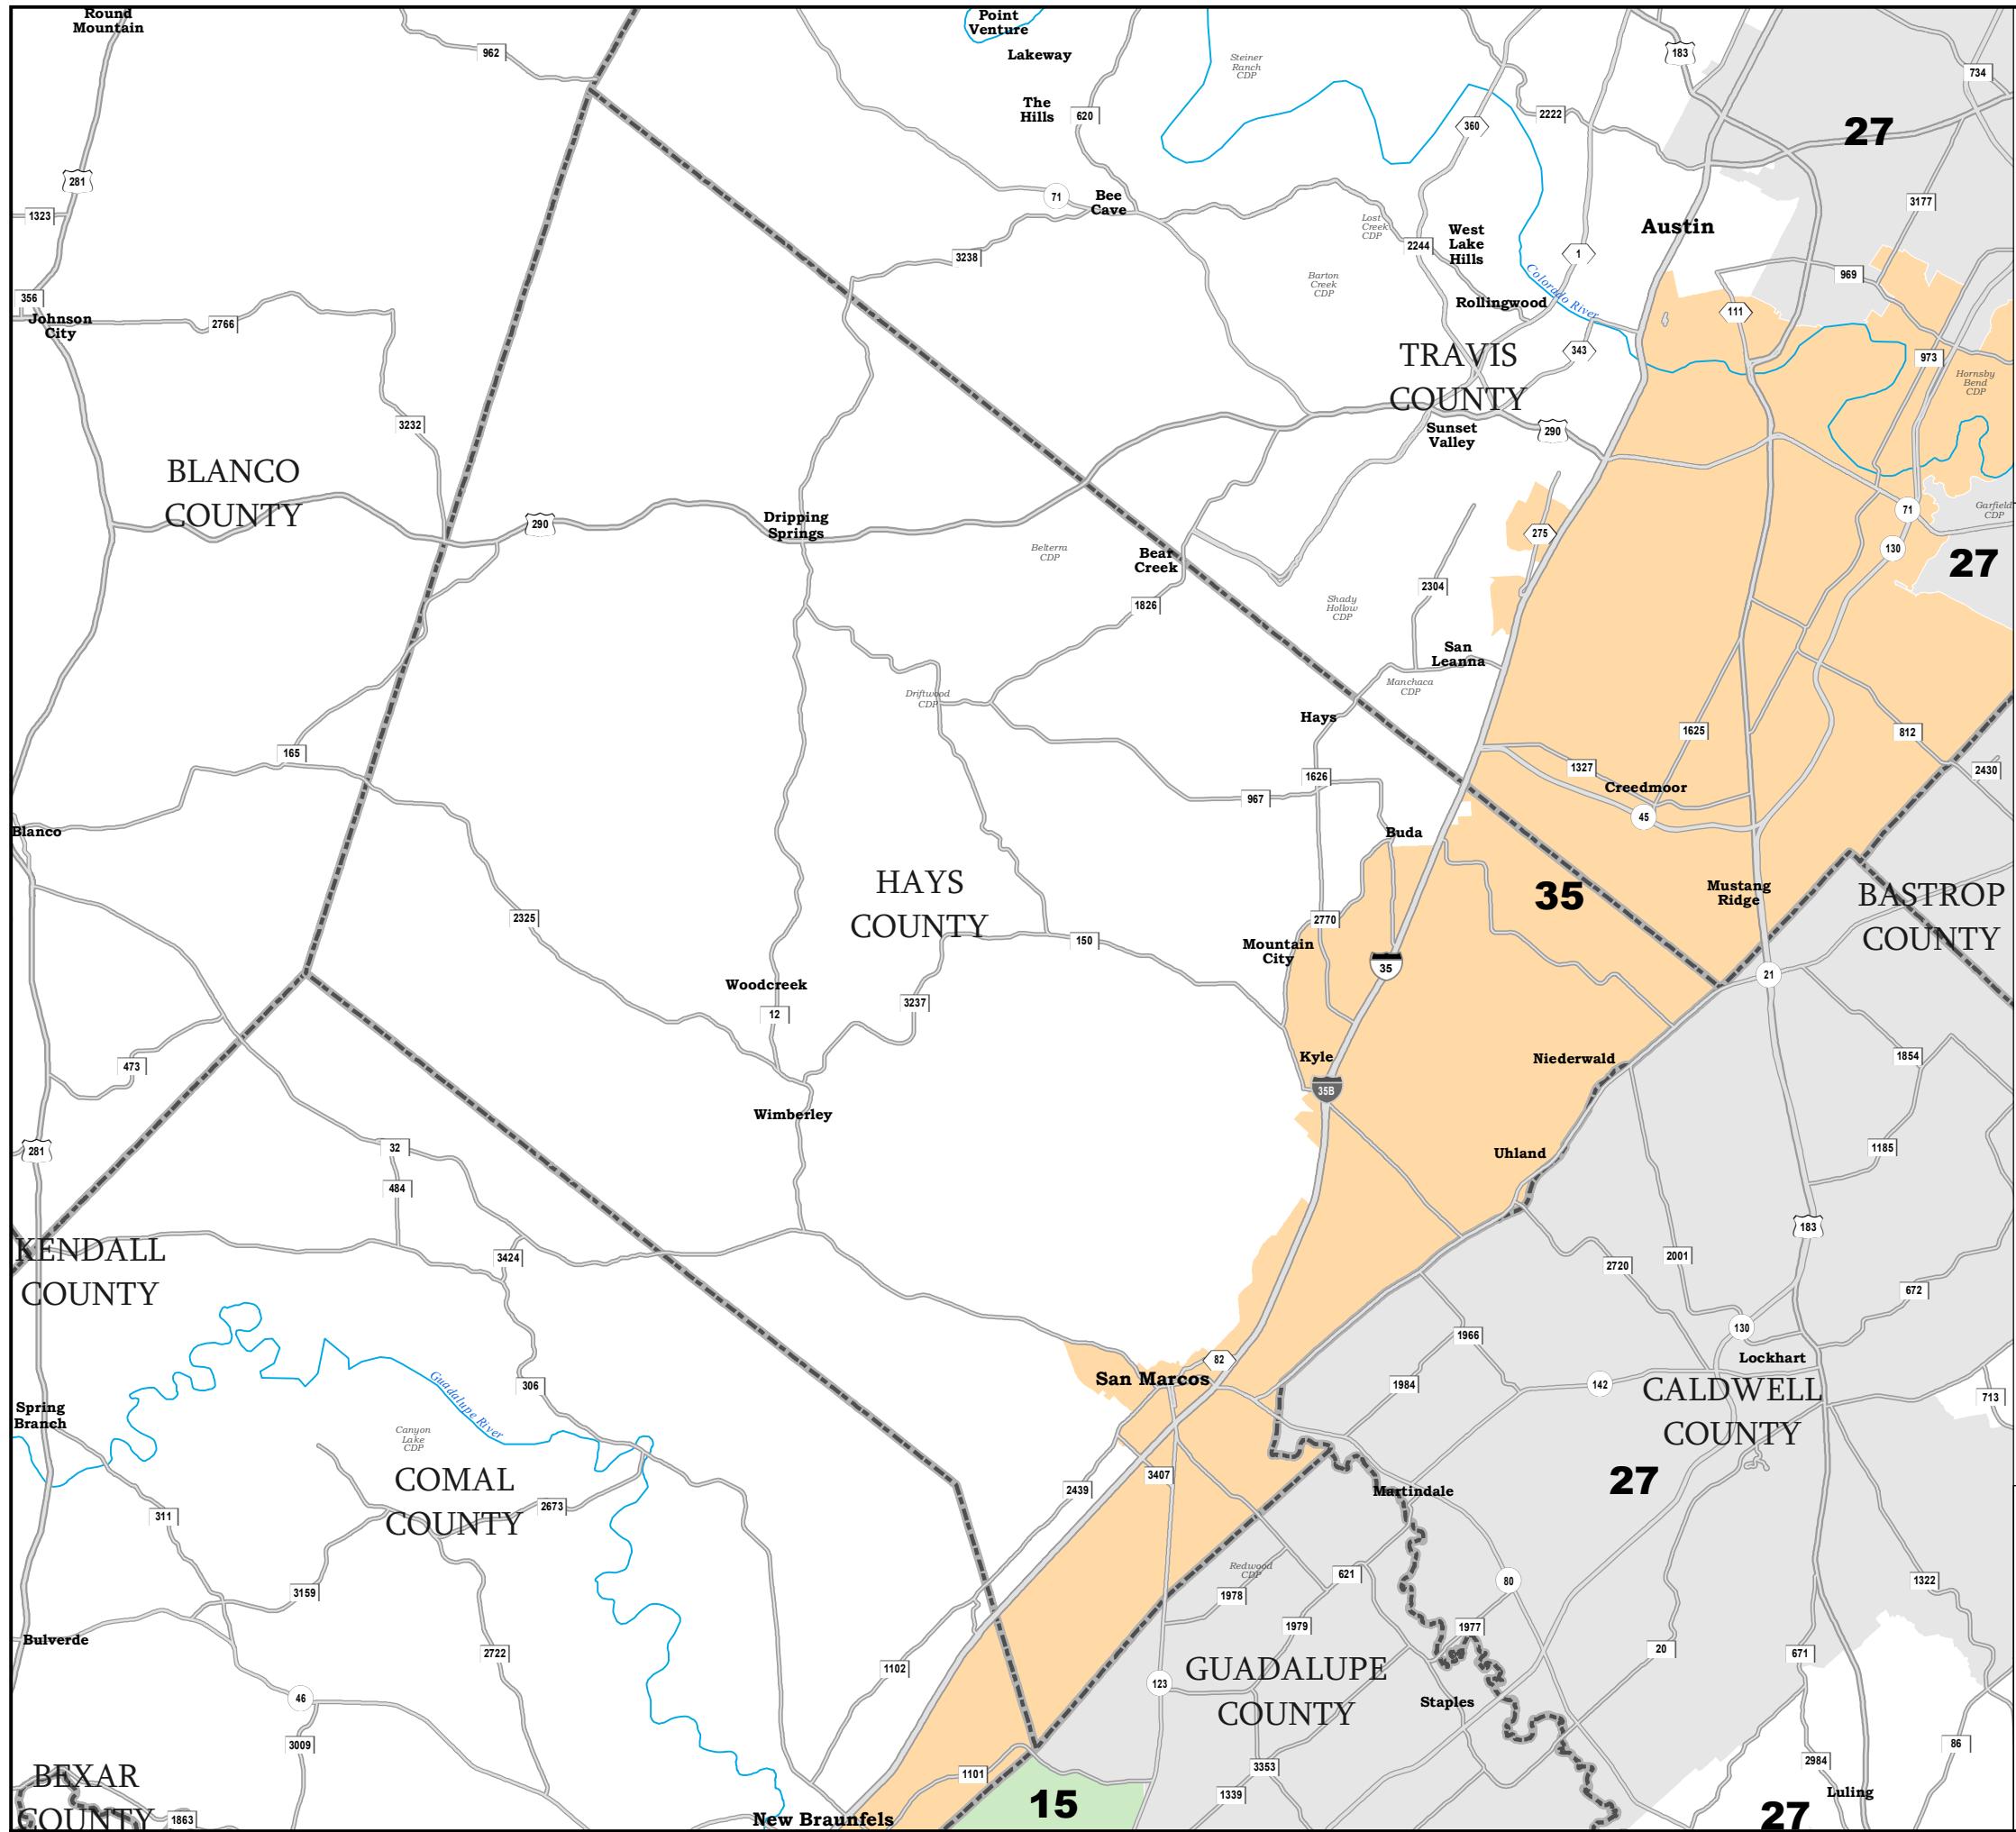 Round
Mountain
962
Point
Venture
Lakeway
Steiner
Ranch
CDP
183
734
The
Hills
620
360
2222
27
281
1323
71
Bee
Cave
3177
Lost
Creek
CDP
2244
West
Lake
Hills
1
Austin
3238
Barton
Creek
CDP
Colorado River
969
356
Johnson
City
2766
Rollingwood
111
343
TRAVIS
COUNTY
973
Hornsby
Bend
CDP
3232
Sunset
Valley
290
BLANCO
COUNTY
290
Dripping
Springs
Belterra
CDP
Bear
Creek
275
71
Garfield
CDP
130
27
2304
1826
Shady
Hollow
CDP
San
Leanna
Manchaca
CDP
Driftwood
CDP
Hays
165
1625
812
1626
1327
2430
967
Creedmoor
45
Blanco
Buda
HAYS
COUNTY
35
Mustang
Ridge
BASTROP
COUNTY
2325
2770
150
Mountain
City
35
21
Woodcreek
12
3237
473
Kyle
Niederwald
1854
35B
Wimberley
281
32
Uhland
1185
484
183
KENDALL
COUNTY
3424
2001
2720
672
1966
130
82
Lockhart
San Marcos
306
1984
142
CALDWELL
COUNTY
713
Guadalupe River
Spring
Branch
Canyon
Lake
CDP
COMAL
COUNTY
3407
2439
27
Martindale
311
2673
Redwood
CDP
621
80
1322
3159
1978
1979
1977
Bulverde
2722
20
671
1102
GUADALUPE
COUNTY
123
46
Staples
3009
86
BEXAR
COUNTY
1101
3353
2984
1339
15
Luling
1863
New Braunfels
27